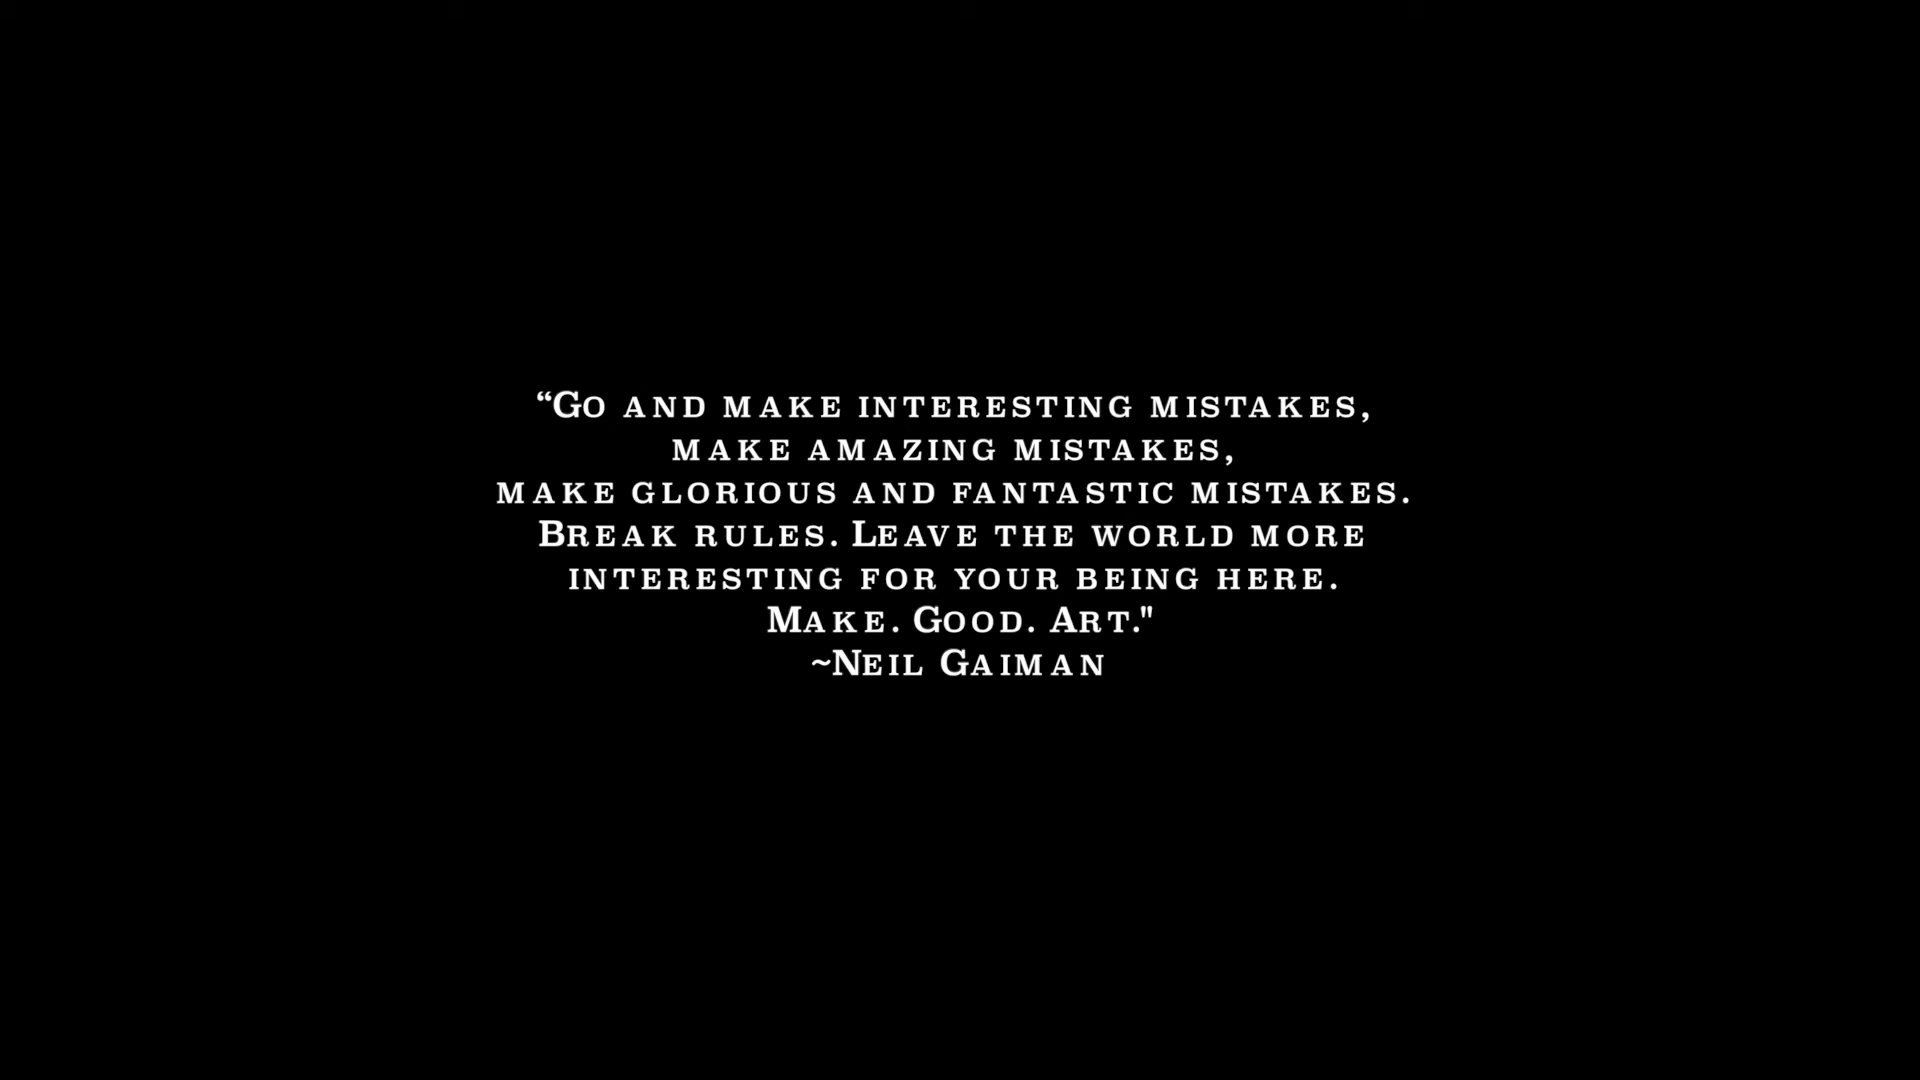 “Go and make interesting mistakes,
make amazing mistakes,
make glorious and fantastic mistakes.
Break rules. Leave the world more
interesting for your being here.
Make. Good. Art."
~Neil Gaiman